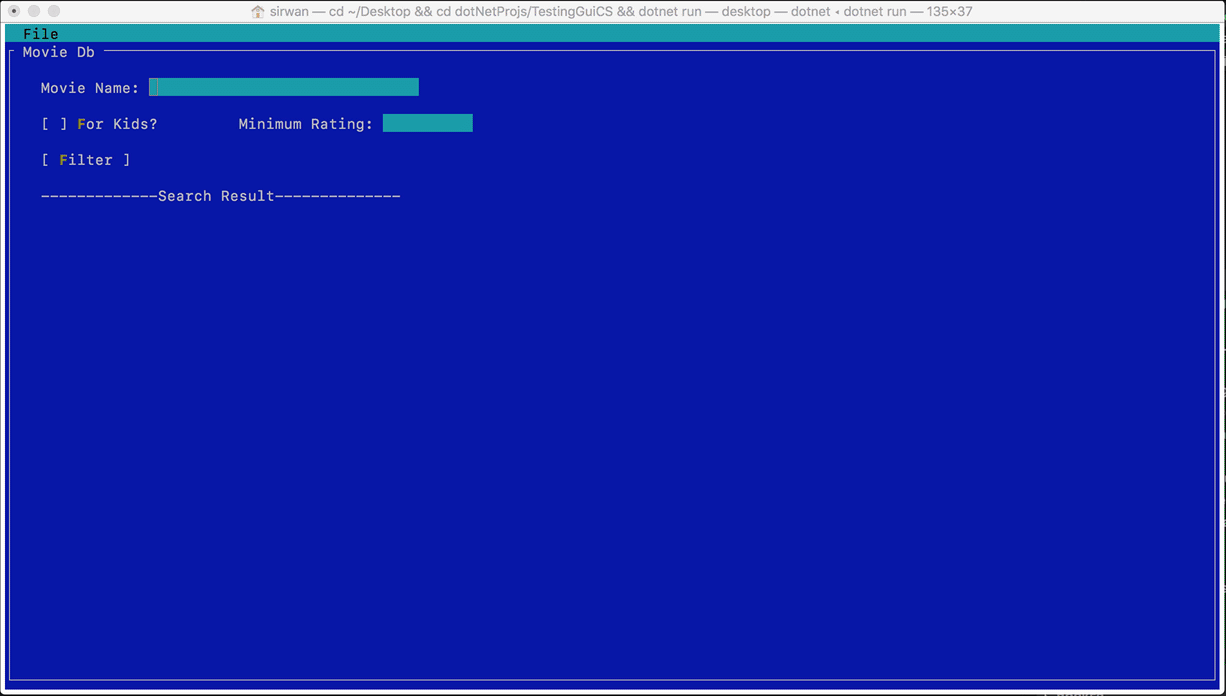 sirwan — cd ~/Desktop && cd dotNetProjs/TestingGuiCS && dotnet run — desktop — dotnet ◂ dotnet run — 135×37
File
Movie Db
Movie Name:
[ ] For Kids? Minimum Rating:
[ Filter ]
-------------Search Result--------------